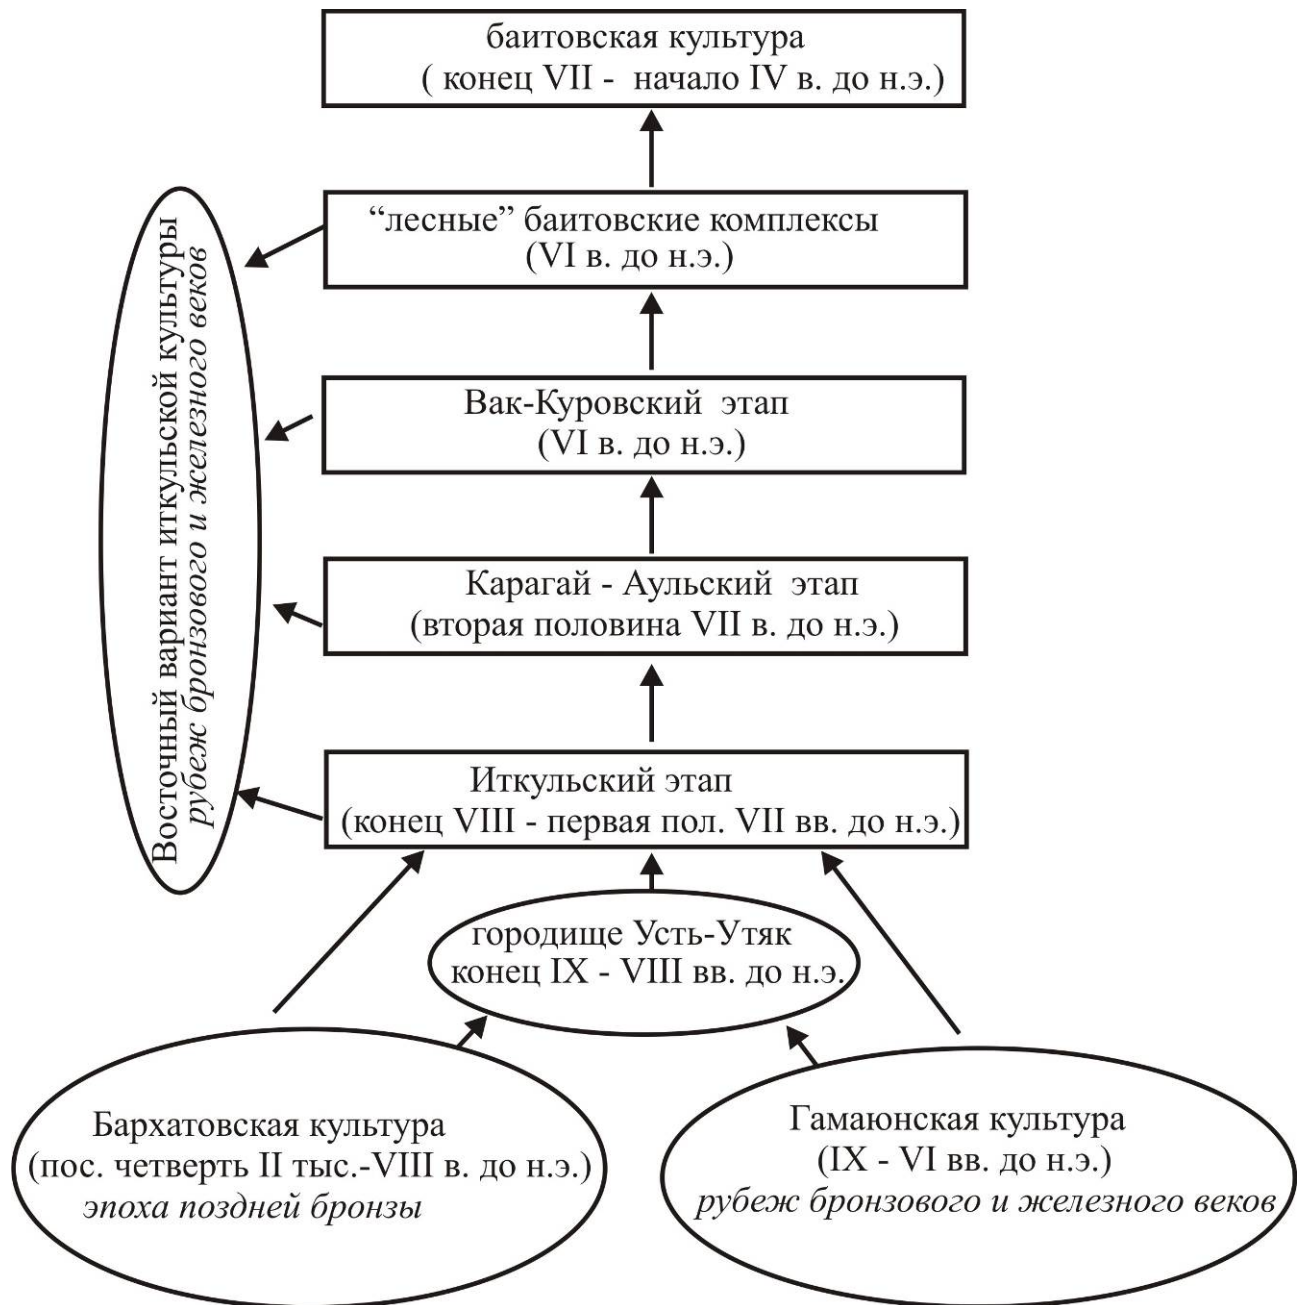 баитовская культура
( конец VII - начало IV в. до н.э.)
“лесные” баитовские комплексы
(VI в. до н.э.)
Восточный вариант иткульской культуры
рубеж бронзового и железного веков
Вак-Куровский этап
(VI в. до н.э.)
Карагай - Аульский этап
(вторая половина VII в. до н.э.)
Иткульский этап
(конец VIII - первая пол. VII вв. до н.э.)
городище Усть-Утяк
конец IX - VIII вв. до н.э.
Бархатовская культура
(пос. четверть II тыс.-VIII в. до н.э.)
эпоха поздней бронзы
Гамаюнская культура
(IX - VI вв. до н.э.)
рубеж бронзового и железного веков